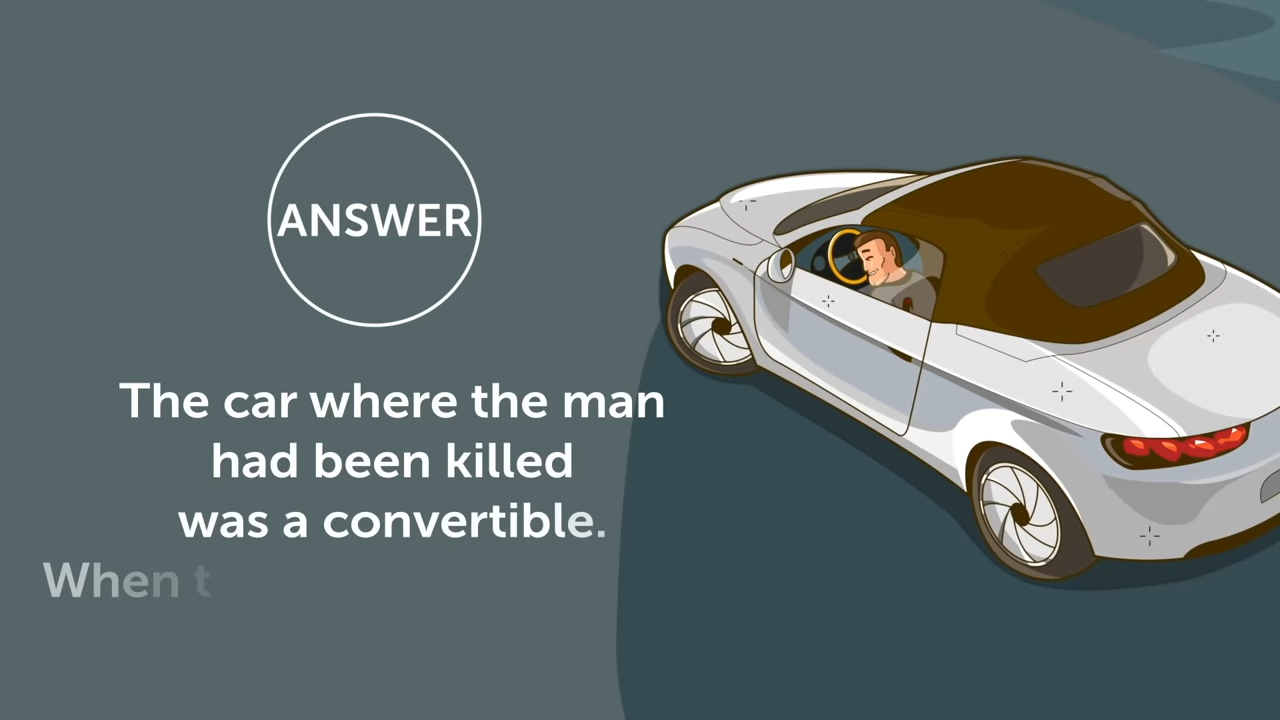 ANSWER
The car where the man
had been killed
was a convertible.
When